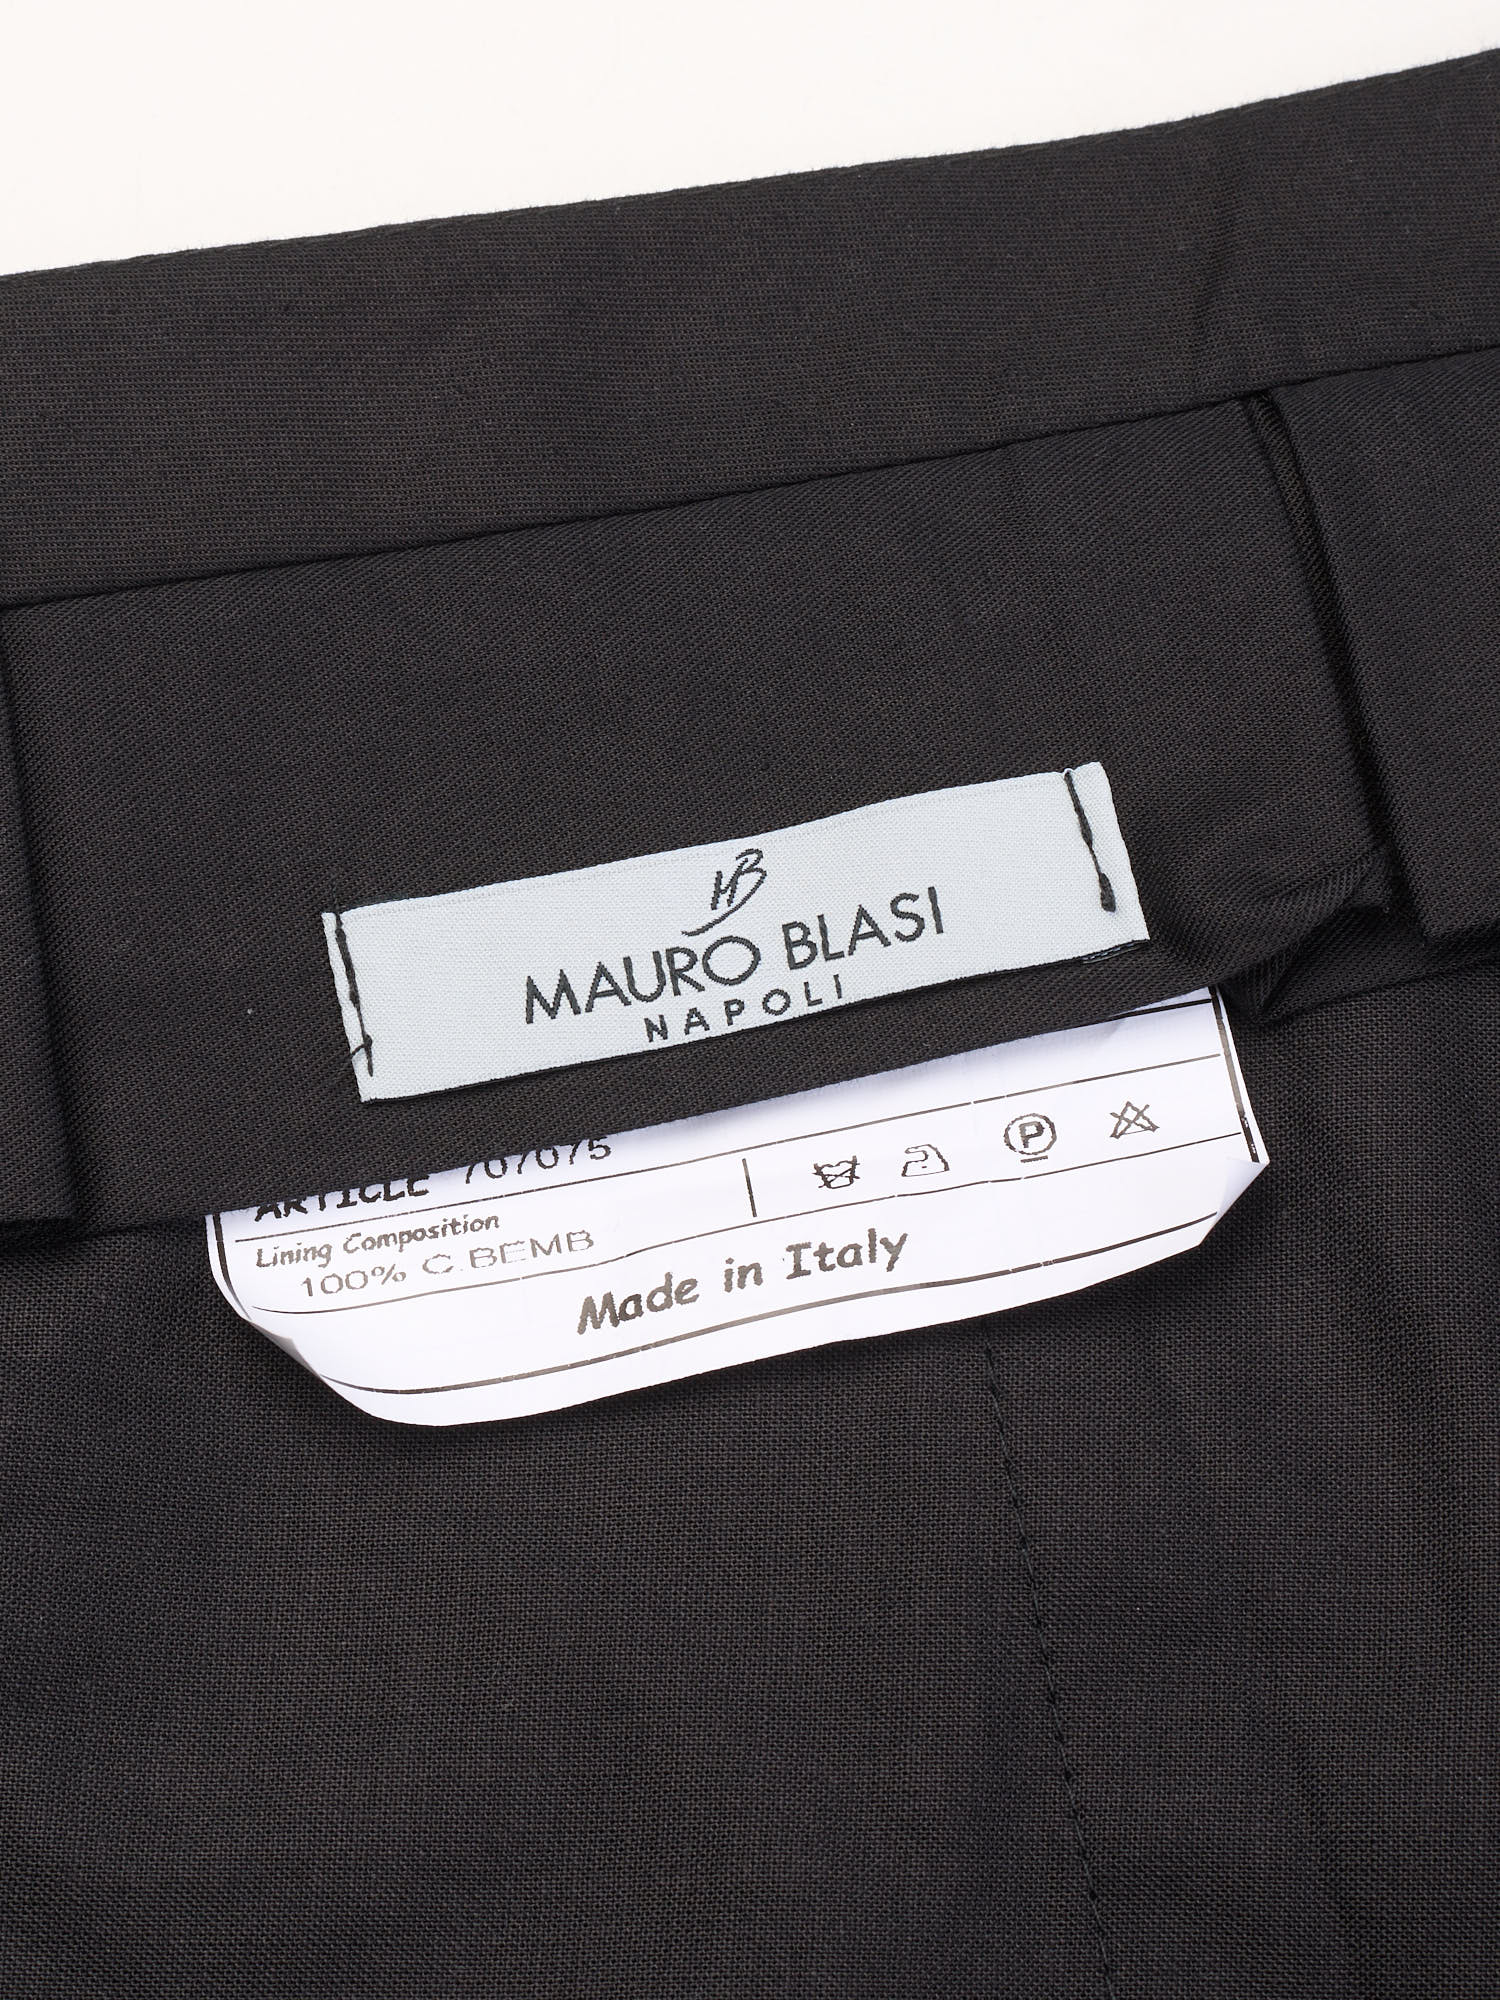 MB
MAURO BLASI
NAPOLI
ARTICLE 707075
Lining Composition
100% C.BEMB
P
Made in Italy